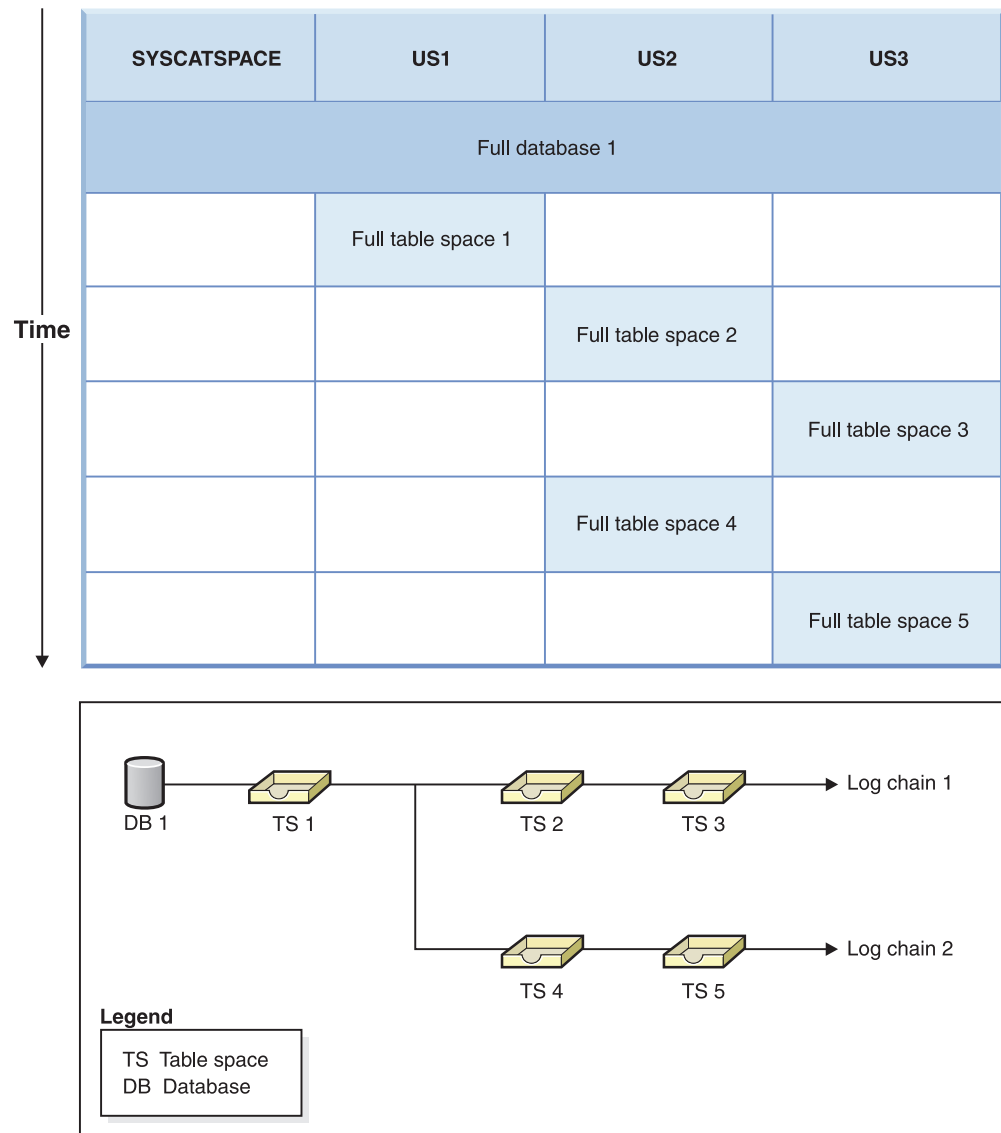 SYSCATSPACE US1 US2 US3
Full database 1
Full table space 1
Time
Full table space 2
Full table space 3
Full table space 4
Full table space 5
DB 1 TS 1 TS 2 TS 3 Log chain 1
TS 4 TS 5 Log chain 2
Legend
TS Table space
DB Database